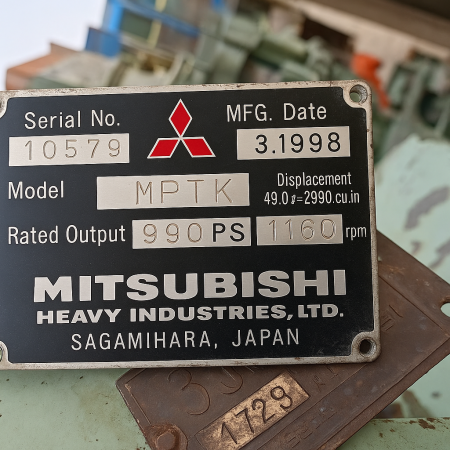 Serial No. MFG. Date
10579 3.1998
Model MPTK Displacement
49.0ℓ=2990.cu.in
Rated Output 990 PS 1160 rpm
MITSUBISHI
HEAVY INDUSTRIES, LTD.
SAGAMIHARA, JAPAN
1729